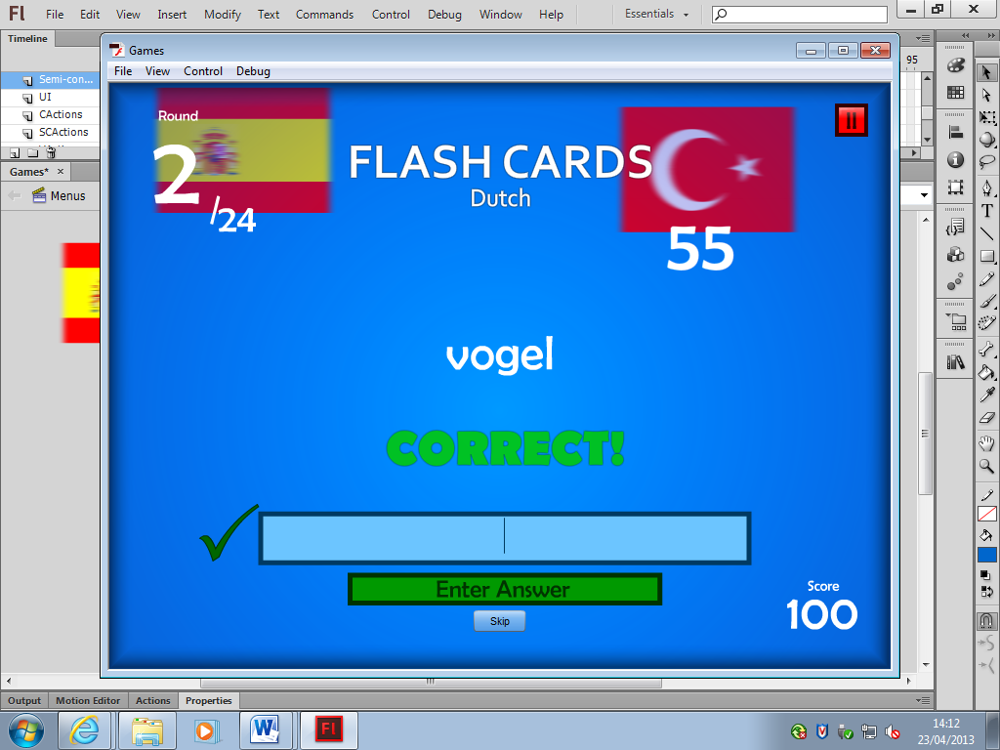 Fl File Edit View Insert Modify Text Commands Control Debug Window Help Essentials
Timeline
Games
95
File View Control Debug
Semi-con...
UI
CActions
SCActions
Games*
Menus
Round
2/24
FLASH CARDS
Dutch
55
vogel
CORRECT!
Enter Answer
Skip
Score
100
Output Motion Editor Actions Properties
14:12
23/04/2013